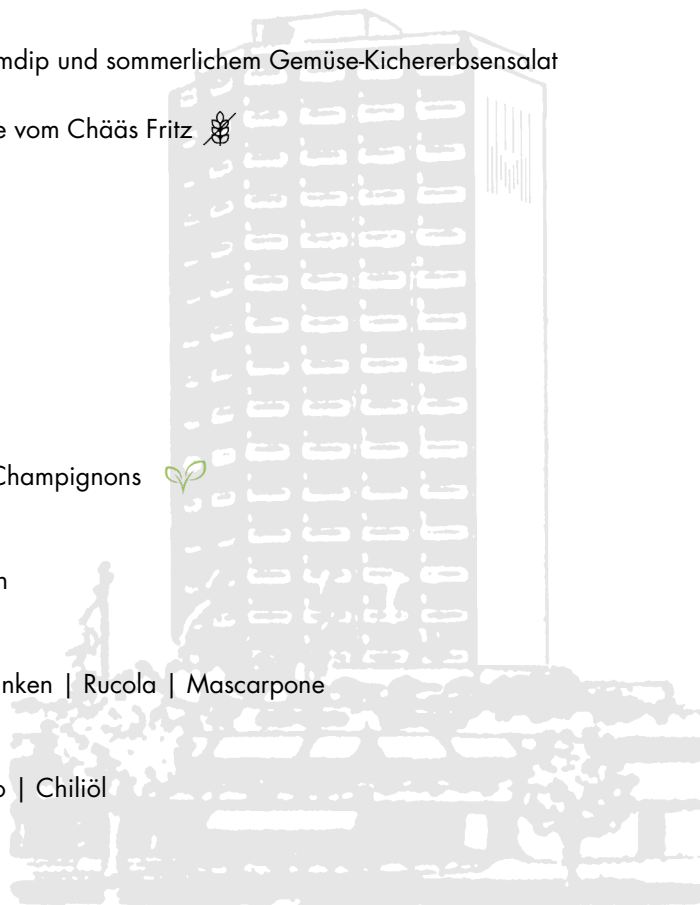 mdip und sommerlichem Gemüse-Kichererbsensalat
e vom Chääs Fritz
Champignons
n
nken | Rucola | Mascarpone
o | Chiliöl